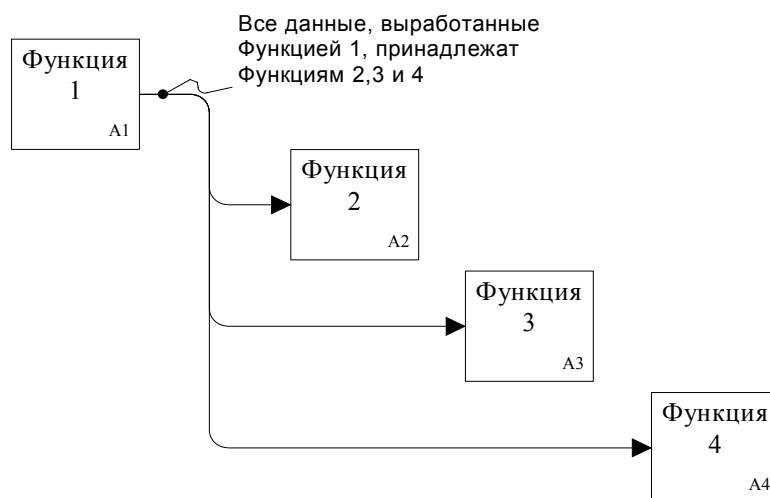 Все данные, выработанные
Функцией 1, принадлежат
Функциям 2,3 и 4
Функция
1
A1
Функция
2
A2
Функция
3
A3
Функция
4
A4